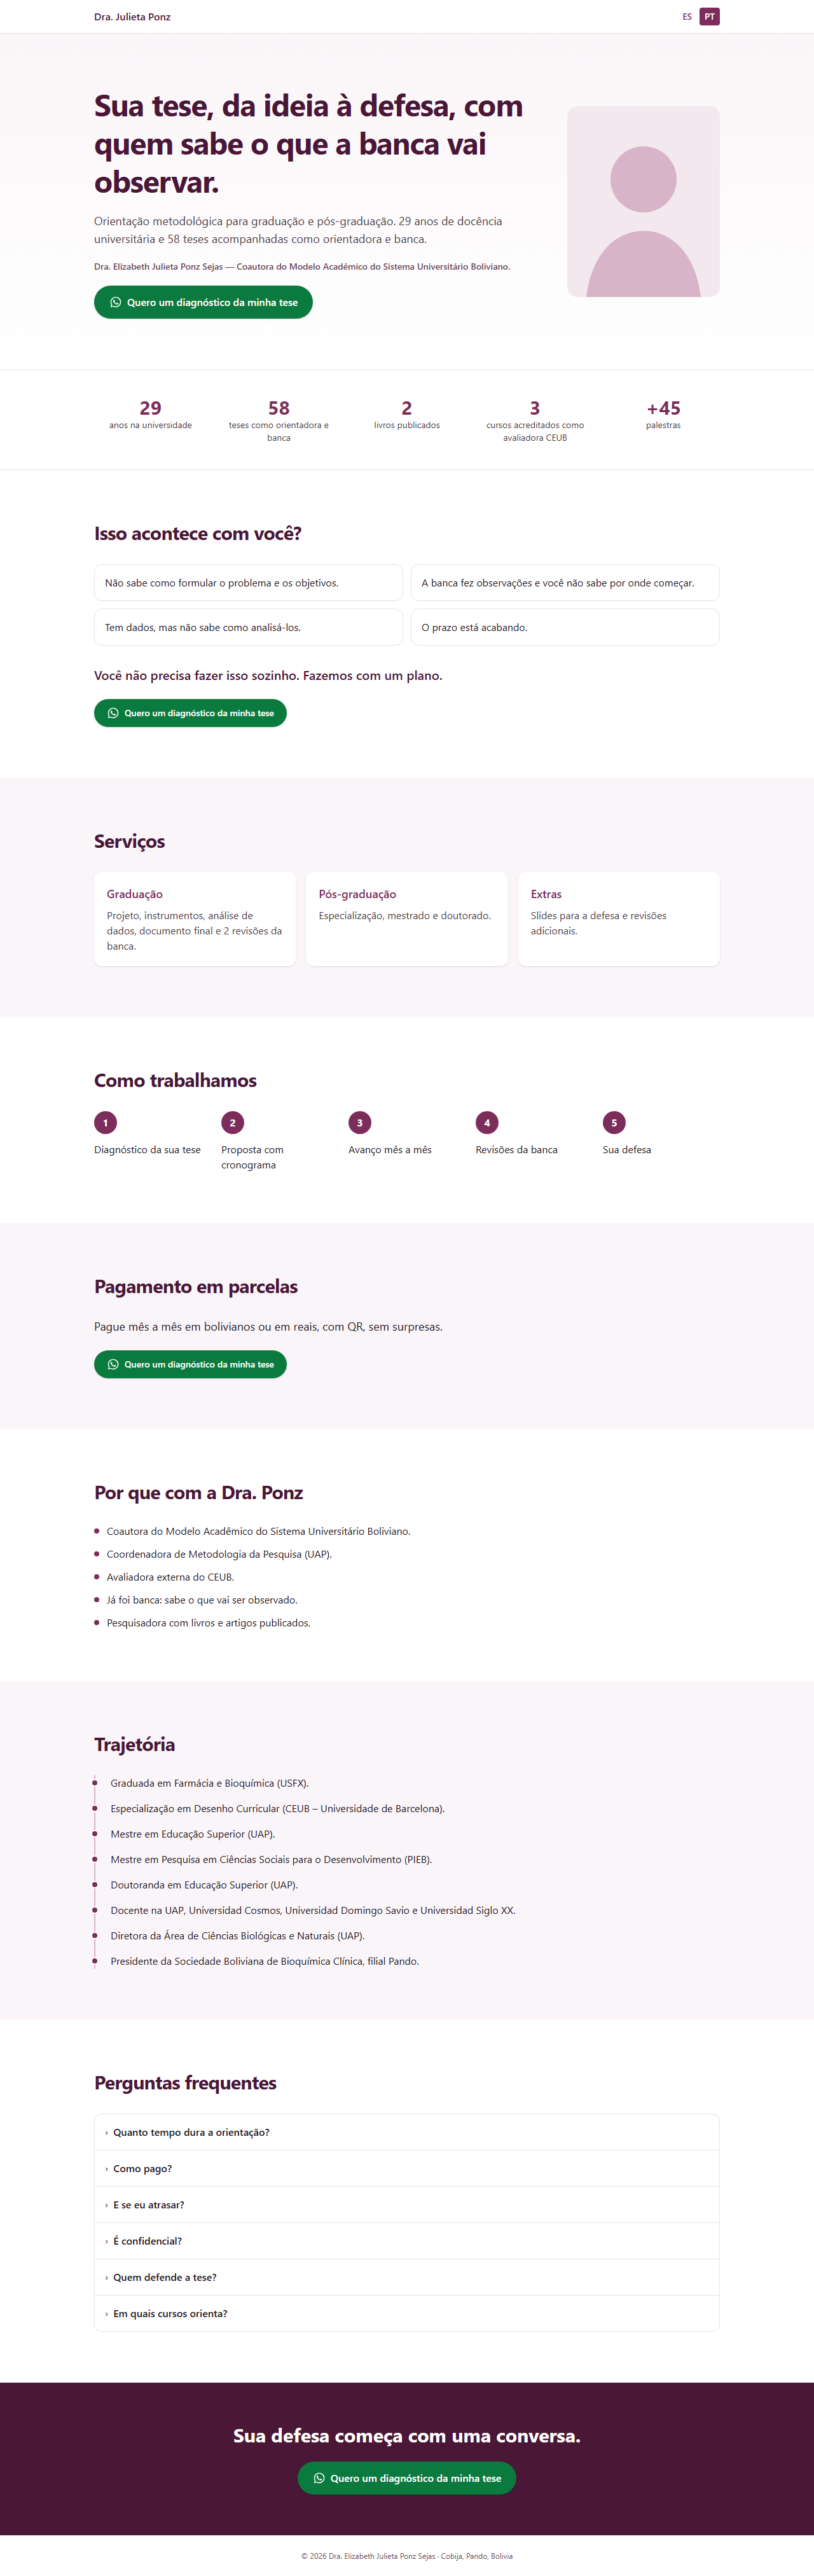 Dra. Julieta Ponz
ES PT
Sua tese, da ideia à defesa, com
quem sabe o que a banca vai
observar.
Orientação metodológica para graduação e pós-graduação. 29 anos de docência
universitária e 58 teses acompanhadas como orientadora e banca.
Dra. Elizabeth Julieta Ponz Sejas — Coautora do Modelo Acadêmico do Sistema Universitário Boliviano.
Quero um diagnóstico da minha tese
29
anos na universidade
58
teses como orientadora e
banca
2
livros publicados
3
cursos acreditados como
avaliadora CEUB
+45
palestras
Isso acontece com você?
Não sabe como formular o problema e os objetivos.
A banca fez observações e você não sabe por onde começar.
Tem dados, mas não sabe como analisá-los.
O prazo está acabando.
Você não precisa fazer isso sozinho. Fazemos com um plano.
Quero um diagnóstico da minha tese
Serviços
Graduação
Projeto, instrumentos, análise de
dados, documento final e 2 revisões da
banca.
Pós-graduação
Especialização, mestrado e doutorado.
Extras
Slides para a defesa e revisões
adicionais.
Como trabalhamos
1
Diagnóstico da sua tese
2
Proposta com
cronograma
3
Avanço mês a mês
4
Revisões da banca
5
Sua defesa
Pagamento em parcelas
Pague mês a mês em bolivianos ou em reais, com QR, sem surpresas.
Quero um diagnóstico da minha tese
Por que com a Dra. Ponz
Coautora do Modelo Acadêmico do Sistema Universitário Boliviano.
Coordenadora de Metodologia da Pesquisa (UAP).
Avaliadora externa do CEUB.
Já foi banca: sabe o que vai ser observado.
Pesquisadora com livros e artigos publicados.
Trajetória
Graduada em Farmácia e Bioquímica (USFX).
Especialização em Desenho Curricular (CEUB – Universidade de Barcelona).
Mestre em Educação Superior (UAP).
Mestre em Pesquisa em Ciências Sociais para o Desenvolvimento (PIEB).
Doutoranda em Educação Superior (UAP).
Docente na UAP, Universidad Cosmos, Universidad Domingo Savio e Universidad Siglo XX.
Diretora da Área de Ciências Biológicas e Naturais (UAP).
Presidente da Sociedade Boliviana de Bioquímica Clínica, filial Pando.
Perguntas frequentes
› Quanto tempo dura a orientação?
› Como pago?
› E se eu atrasar?
› É confidencial?
› Quem defende a tese?
› Em quais cursos orienta?
Sua defesa começa com uma conversa.
Quero um diagnóstico da minha tese
© 2026 Dra. Elizabeth Julieta Ponz Sejas · Cobija, Pando, Bolivia